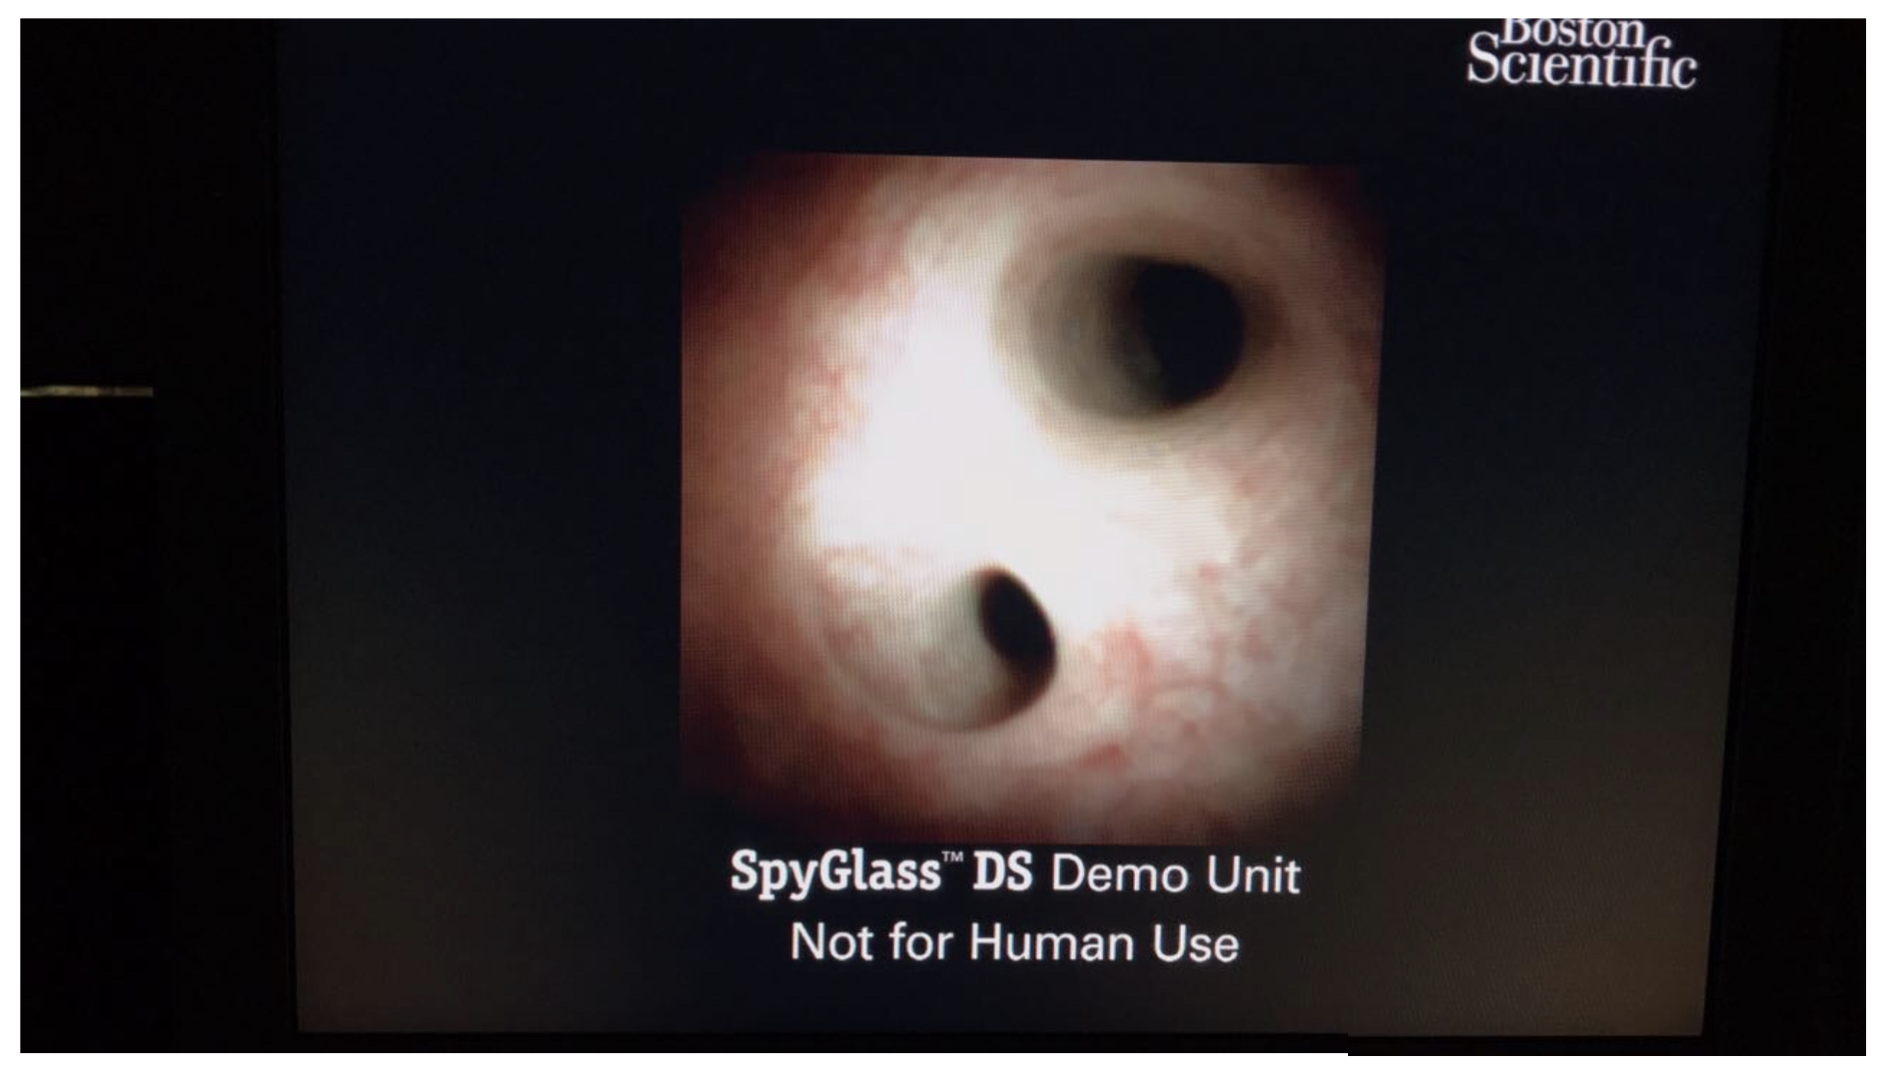 Boston
Scientific
SpyGlass™ DS Demo Unit
Not for Human Use